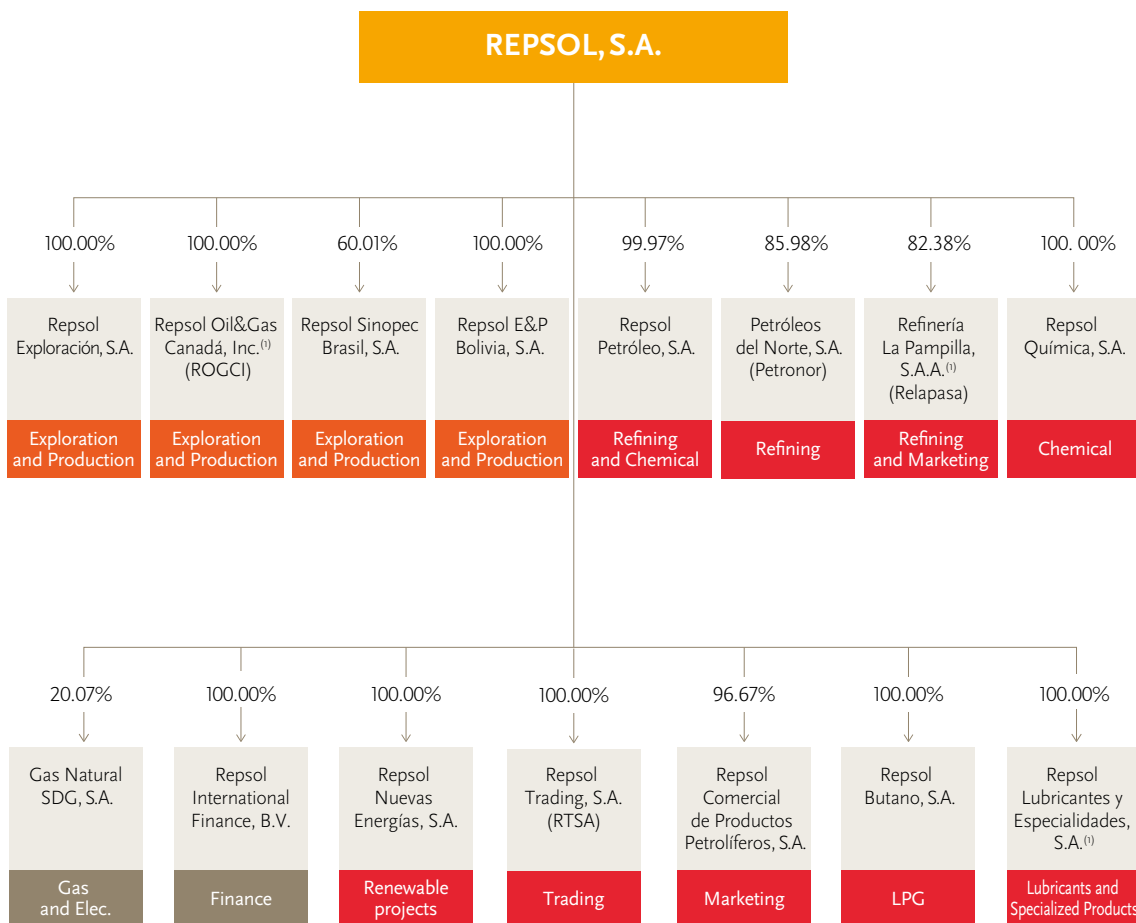 REPSOL, S.A.
100.00%
100.00%
60.01%
100.00%
99.97%
85.98%
82.38%
100. 00%
Repsol
Exploración, S.A.
Exploration
and Production
Repsol Oil&Gas
Canadá, Inc.(1)
(ROGCI)
Exploration
and Production
Repsol Sinopec
Brasil, S.A.
Exploration
and Production
Repsol E&P
Bolivia, S.A.
Exploration
and Production
Repsol
Petróleo, S.A.
Refining
and Chemical
Petróleos
del Norte, S.A.
(Petronor)
Refining
Refinería
La Pampilla,
S.A.A.(1)
(Relapasa)
Refining
and Marketing
Repsol
Química, S.A.
Chemical
20.07%
100.00%
100.00%
100.00%
96.67%
100.00%
100.00%
Gas Natural
SDG, S.A.
Gas
and Elec.
Repsol
International
Finance, B.V.
Finance
Repsol
Nuevas
Energías, S.A.
Renewable
projects
Repsol
Trading, S.A.
(RTSA)
Trading
Repsol
Comercial
de Productos
Petrolíferos, S.A.
Marketing
Repsol
Butano, S.A.
LPG
Repsol
Lubricantes y
Especialidades,
S.A.(1)
Lubricants and
Specialized Products